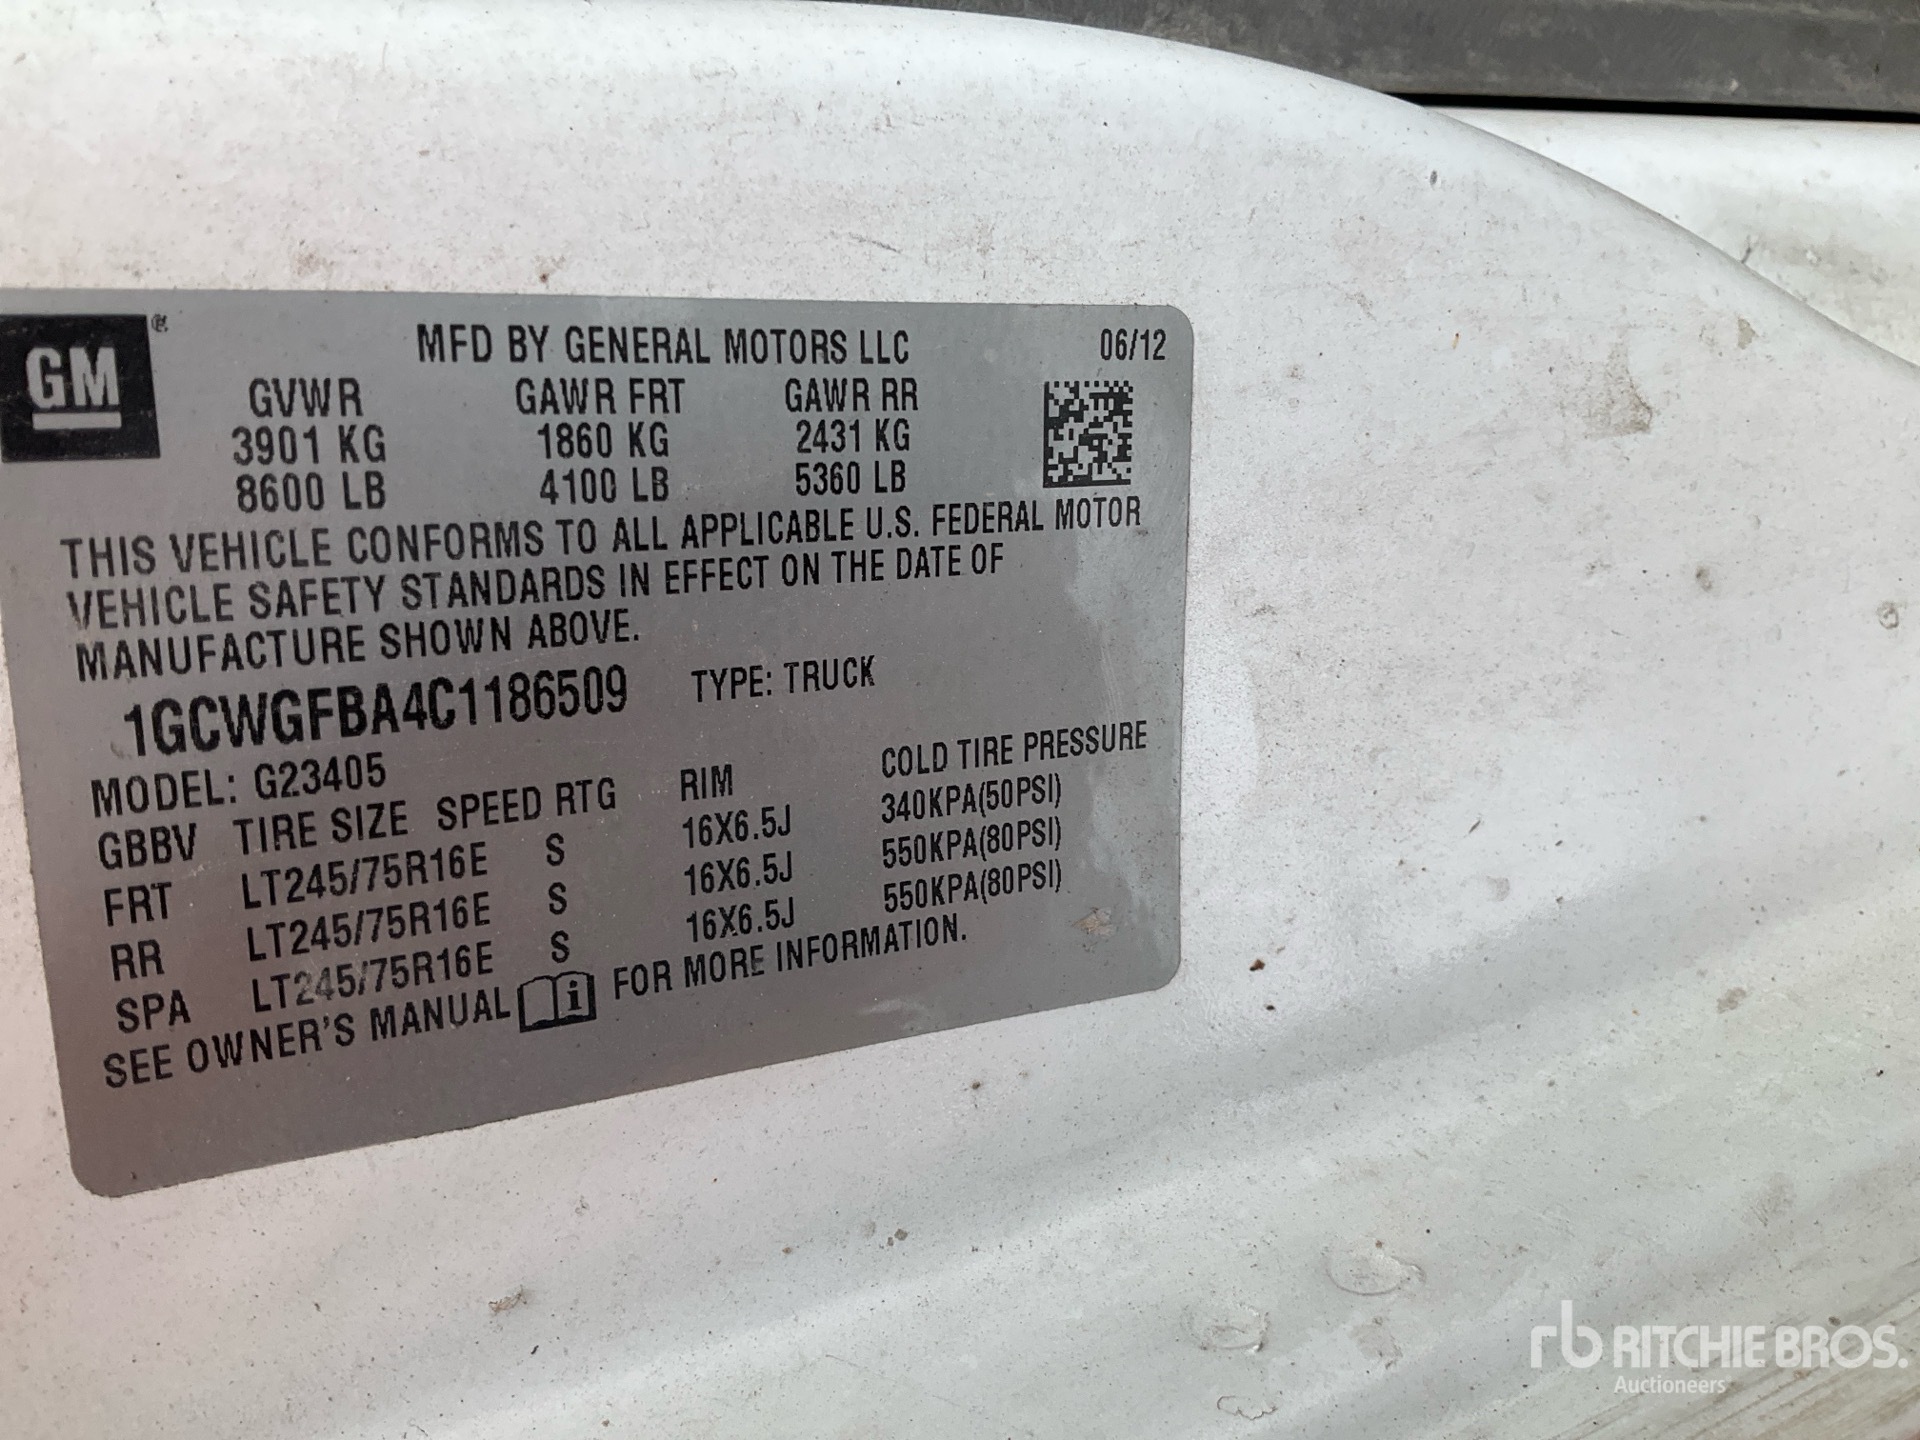 GM ®
MFD BY GENERAL MOTORS LLC 06/12
GVWR GAWR FRT GAWR RR
3901 KG 1860 KG 2431 KG
8600 LB 4100 LB 5360 LB
THIS VEHICLE CONFORMS TO ALL APPLICABLE U.S. FEDERAL MOTOR
VEHICLE SAFETY STANDARDS IN EFFECT ON THE DATE OF
MANUFACTURE SHOWN ABOVE.
1GCWGFBA4C1186509 TYPE: TRUCK
MODEL: G23405
GBBV TIRE SIZE SPEED RTG RIM COLD TIRE PRESSURE
FRT LT245/75R16E S 16X6.5J 340KPA(50PSI)
RR LT245/75R16E S 16X6.5J 550KPA(80PSI)
SPA LT245/75R16E S 16X6.5J 550KPA(80PSI)
SEE OWNER'S MANUAL i FOR MORE INFORMATION.
rb RITCHIE BROS.
Auctioneers